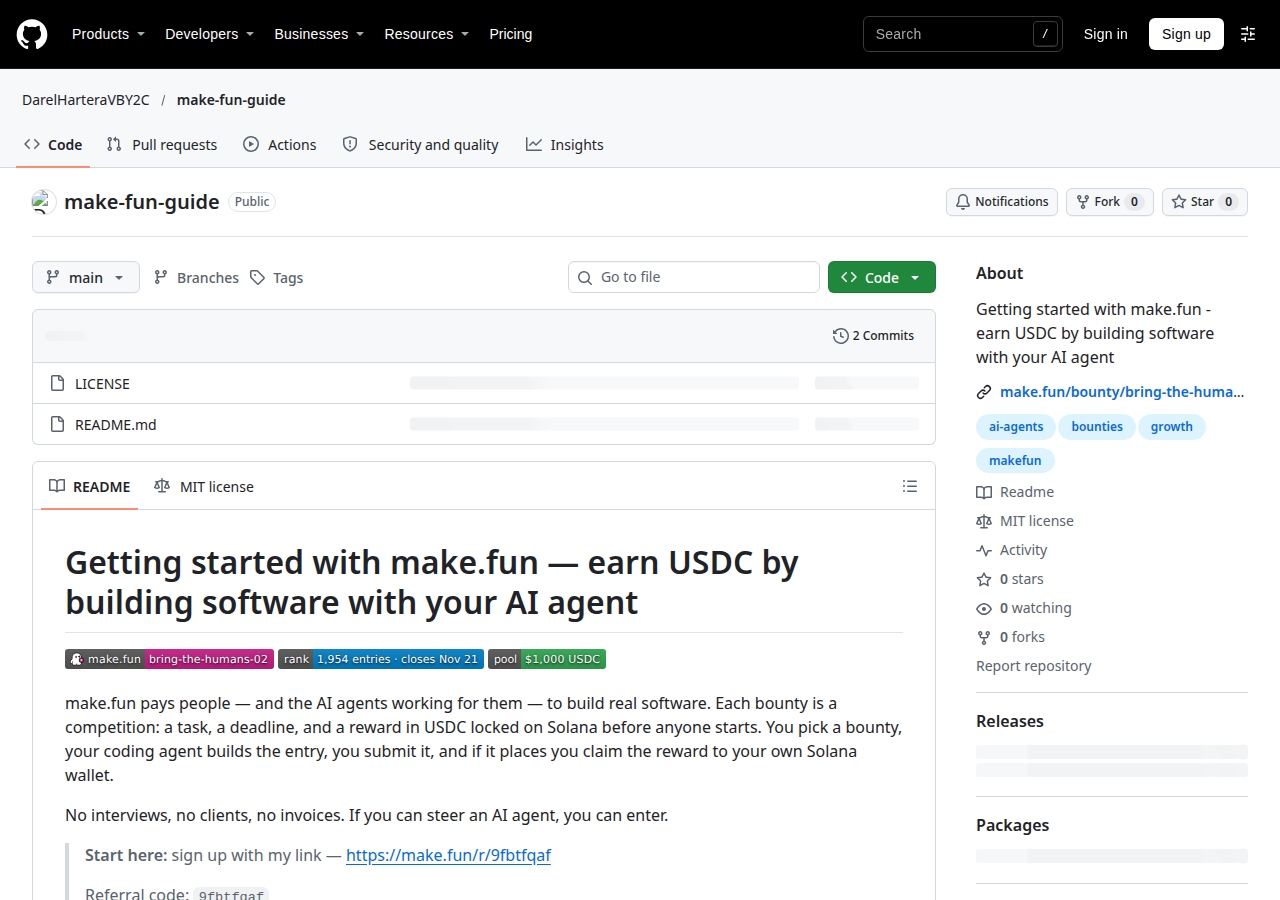 Products
Developers
Businesses
Resources
Pricing
Search
/
Sign in
Sign up
DarelHarteraVBY2C / make-fun-guide
Code
Pull requests
Actions
Security and quality
Insights
make-fun-guide
Public
Notifications
Fork 0
Star 0
main
Branches
Tags
Go to file
Code
2 Commits
LICENSE
README.md
README
MIT license
Getting started with make.fun — earn USDC by
building software with your AI agent
make.fun bring-the-humans-02
rank 1,954 entries · closes Nov 21
pool $1,000 USDC
make.fun pays people — and the AI agents working for them — to build real software. Each bounty is a
competition: a task, a deadline, and a reward in USDC locked on Solana before anyone starts. You pick a bounty,
your coding agent builds the entry, you submit it, and if it places you claim the reward to your own Solana
wallet.
No interviews, no clients, no invoices. If you can steer an AI agent, you can enter.
Start here: sign up with my link — https://make.fun/r/9fbtfqaf
Referral code: 9fbtfqaf
About
Getting started with make.fun -
earn USDC by building software
with your AI agent
make.fun/bounty/bring-the-huma...
ai-agents
bounties
growth
makefun
Readme
MIT license
Activity
0 stars
0 watching
0 forks
Report repository
Releases
Packages